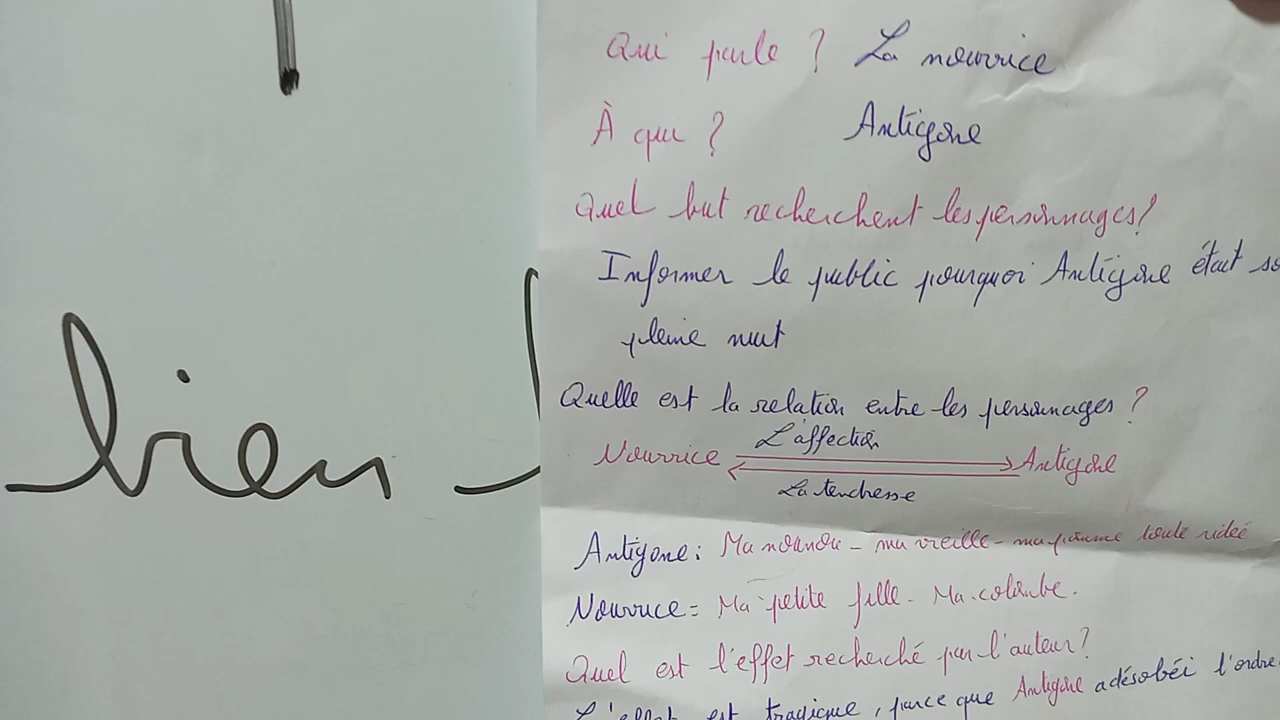 bien
Qui parle ? La nourrice
À qui ? Antigone
Quel but recherchent les personnages ?
Informer le public pourquoi Antigone était
pleine nuit
Quelle est la relation entre les personages ?
L'affection
Nourrice Antigone
La tendresse
Antigone : Ma nounou - ma vieille - ma pomme toute ridée
Nourrice = Ma petite fille - Ma colombe.
Quel est l'effet recherché par l'auteur ?
L'effet est tragique, parce que Antigone a désobéi l'ordre